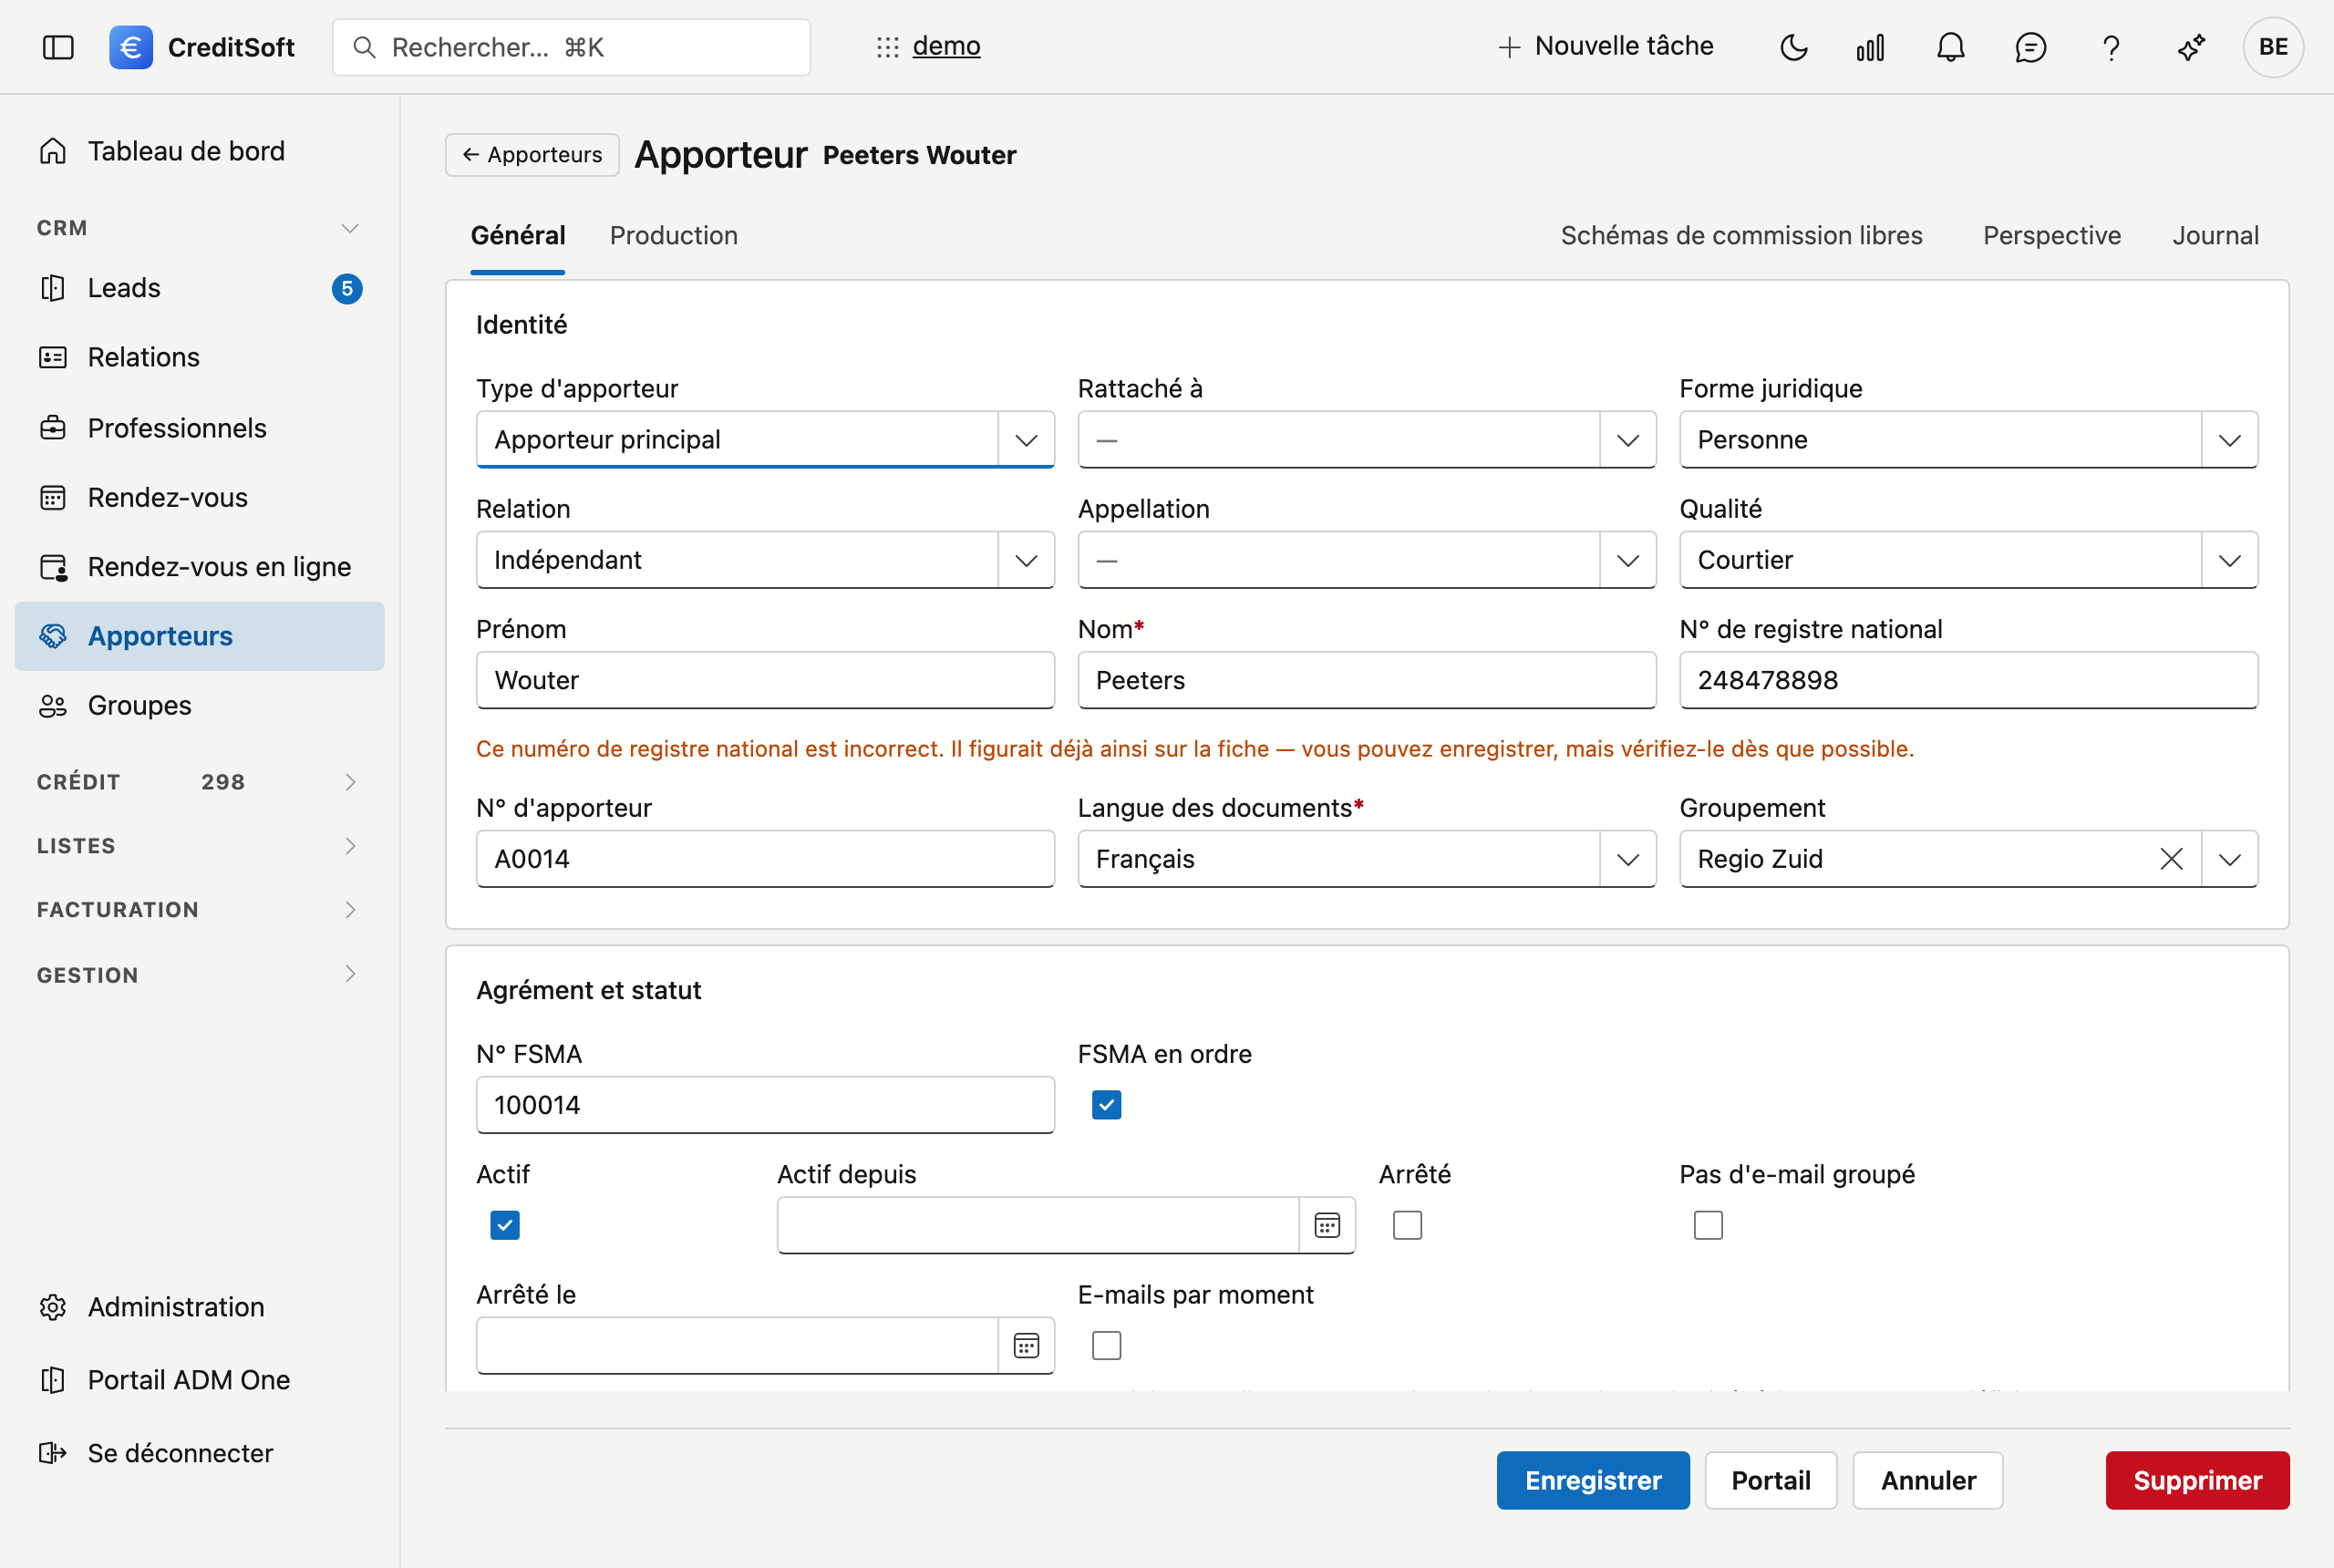 CreditSoft
Rechercher... ⌘K
demo
Nouvelle tâche
BE
Tableau de bord
CRM
Leads 5
Relations
Professionnels
Rendez-vous
Rendez-vous en ligne
Apporteurs
Groupes
CRÉDIT 298
LISTES
FACTURATION
GESTION
Administration
Portail ADM One
Se déconnecter
← Apporteurs Apporteur Peeters Wouter
Général Production Schémas de commission libres Perspective Journal
Identité
Type d'apporteur Rattaché à Forme juridique
Apporteur principal — Personne
Relation Appellation Qualité
Indépendant — Courtier
Prénom Nom* N° de registre national
Wouter Peeters 248478898
Ce numéro de registre national est incorrect. Il figurait déjà ainsi sur la fiche — vous pouvez enregistrer, mais vérifiez-le dès que possible.
N° d'apporteur Langue des documents* Groupement
A0014 Français Regio Zuid
Agrément et statut
N° FSMA FSMA en ordre
100014
Actif Actif depuis Arrêté Pas d'e-mail groupé
Arrêté le E-mails par moment
Enregistrer Portail Annuler Supprimer